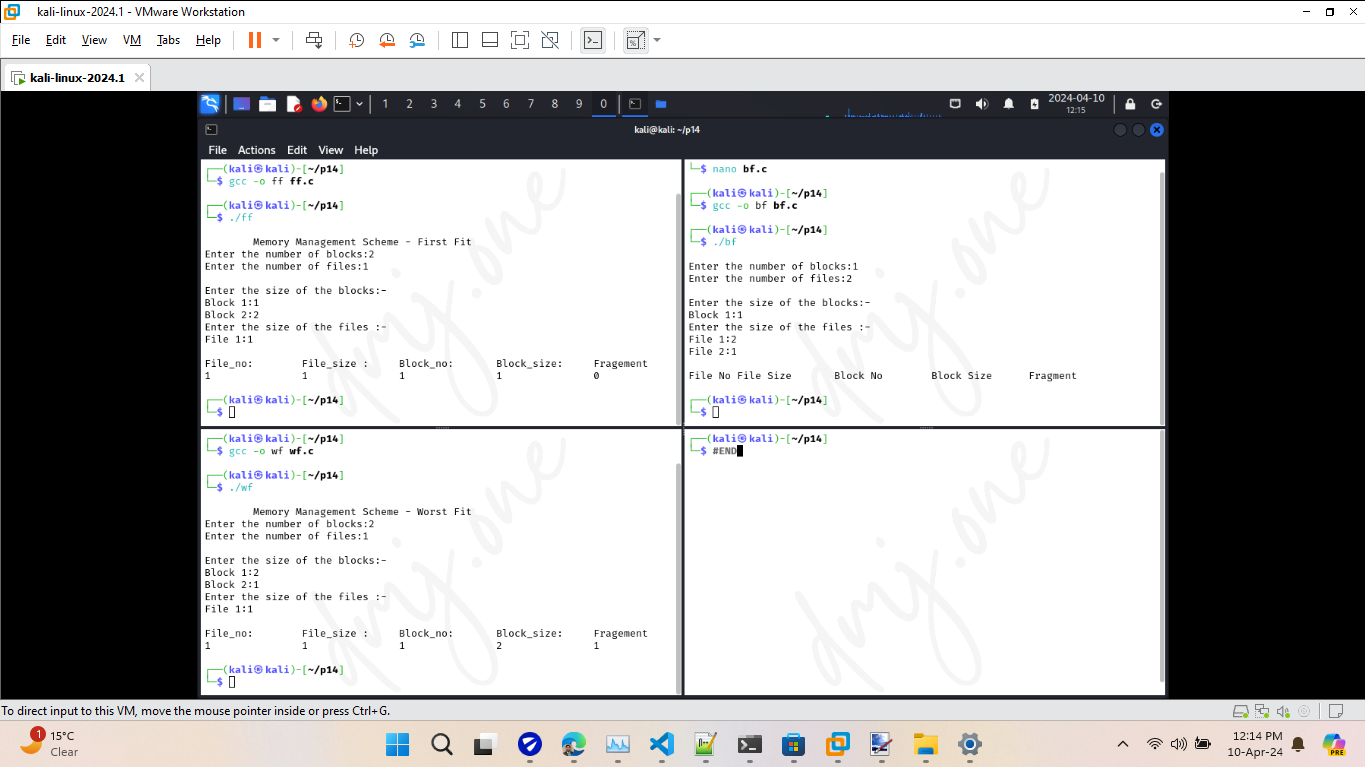 kali-linux-2024.1 - VMware Workstation
File Edit View VM Tabs Help
kali-linux-2024.1
1 2 3 4 5 6 7 8 9 0
2024-04-10
12:15
kali@kali: ~/p14
File Actions Edit View Help
┌──(kali㉿kali)-[~/p14]
└─$ gcc -o ff ff.c
┌──(kali㉿kali)-[~/p14]
└─$ ./ff
Memory Management Scheme - First Fit
Enter the number of blocks:2
Enter the number of files:1
Enter the size of the blocks:-
Block 1:1
Block 2:2
Enter the size of the files :-
File 1:1
File_no: File_size : Block_no: Block_size: Fragement
1 1 1 1 0
┌──(kali㉿kali)-[~/p14]
└─$
└─$ nano bf.c
┌──(kali㉿kali)-[~/p14]
└─$ gcc -o bf bf.c
┌──(kali㉿kali)-[~/p14]
└─$ ./bf
Enter the number of blocks:1
Enter the number of files:2
Enter the size of the blocks:-
Block 1:1
Enter the size of the files :-
File 1:2
File 2:1
File No File Size Block No Block Size Fragment
┌──(kali㉿kali)-[~/p14]
└─$
┌──(kali㉿kali)-[~/p14]
└─$ gcc -o wf wf.c
┌──(kali㉿kali)-[~/p14]
└─$ ./wf
Memory Management Scheme - Worst Fit
Enter the number of blocks:2
Enter the number of files:1
Enter the size of the blocks:-
Block 1:2
Block 2:1
Enter the size of the files :-
File 1:1
File_no: File_size : Block_no: Block_size: Fragement
1 1 1 2 1
┌──(kali㉿kali)-[~/p14]
└─$
┌──(kali㉿kali)-[~/p14]
└─$ #END
dmj.one
dmj.one
dmj.one
dmj.one
To direct input to this VM, move the mouse pointer inside or press Ctrl+G.
1
15°C
Clear
12:14 PM
10-Apr-24
PRE